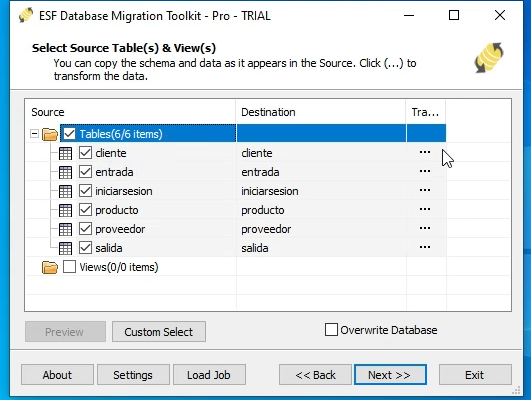 ESF Database Migration Toolkit - Pro - TRIAL
Select Source Table(s) & View(s)
You can copy the schema and data as it appears in the Source. Click (...) to
transform the data.
Source Destination Tra...
Tables(6/6 items)
cliente cliente ...
entrada entrada ...
iniciarsesion iniciarsesion ...
producto producto ...
proveedor proveedor ...
salida salida ...
Views(0/0 items)
Preview Custom Select Overwrite Database
About Settings Load Job << Back Next >> Exit